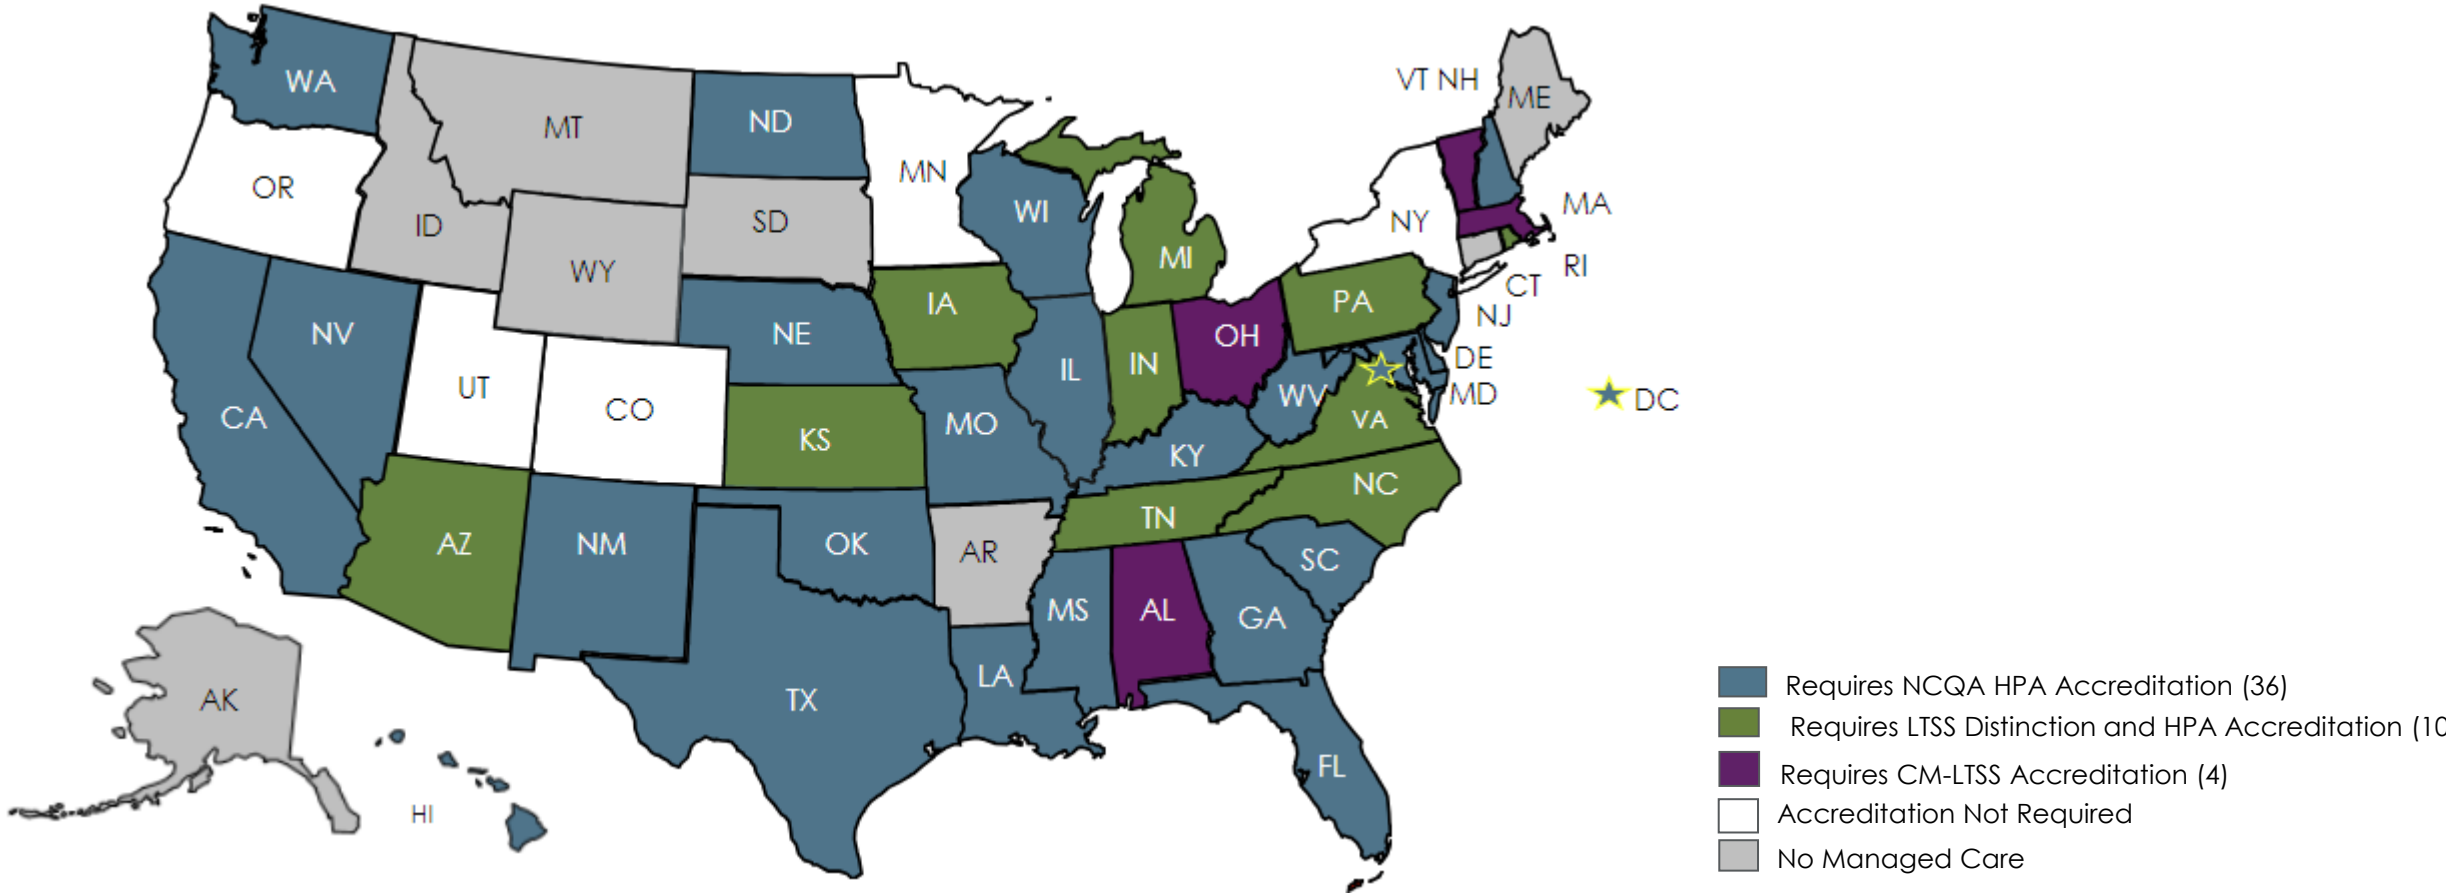 WA
MT
ND
MN
VT NH
ME
OR
ID
SD
WI
NY
MA
WY
MI
RI
CT
IA
PA
NJ
NV
NE
OH
IL
IN
DE
UT
CO
WV
MD
DC
CA
KS
MO
VA
KY
NC
AZ
NM
OK
AR
TN
SC
MS
AL
GA
LA
AK
TX
HI
FL
Requires NCQA HPA Accreditation (36)
Requires LTSS Distinction and HPA Accreditation (10
Requires CM-LTSS Accreditation (4)
Accreditation Not Required
No Managed Care